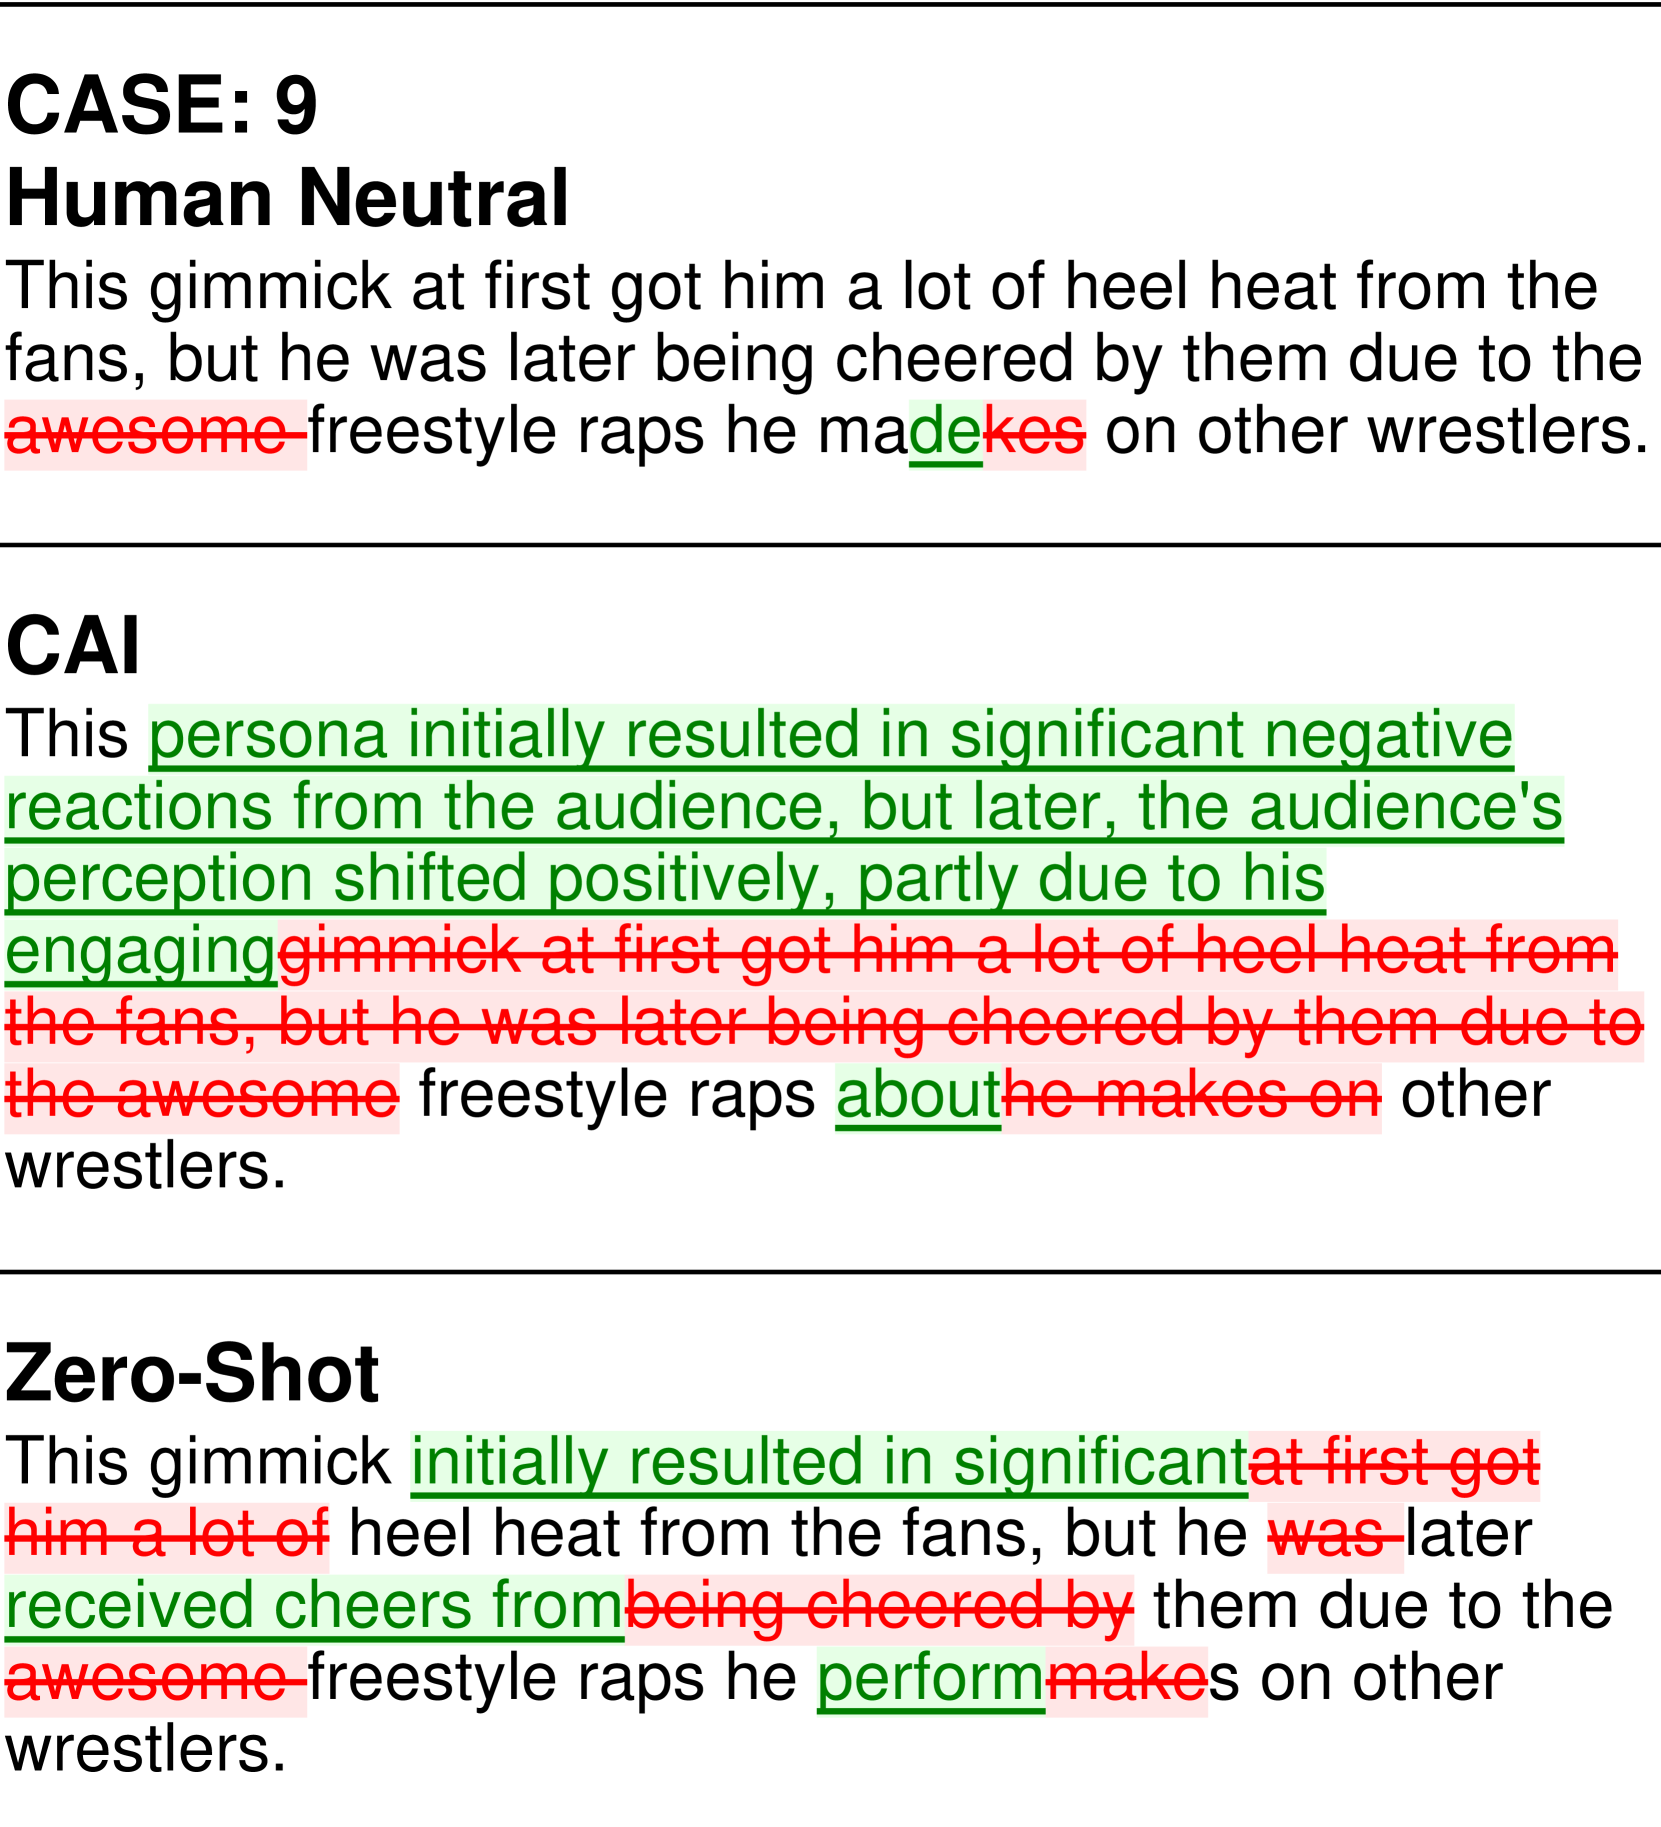 CASE: 9
Human Neutral
This gimmick at first got him a lot of heel heat from the
fans, but he was later being cheered by them due to the
awesome freestyle raps he madekes on other wrestlers.
CAI
This persona initially resulted in significant negative
reactions from the audience, but later, the audience's
perception shifted positively, partly due to his
engaginggimmick at first got him a lot of heel heat from
the fans, but he was later being cheered by them due to
the awesome freestyle raps abouthe makes on other
wrestlers.
Zero-Shot
This gimmick initially resulted in significantat first got
him a lot of heel heat from the fans, but he was later
received cheers frombeing cheered by them due to the
awesome freestyle raps he performmakes on other
wrestlers.